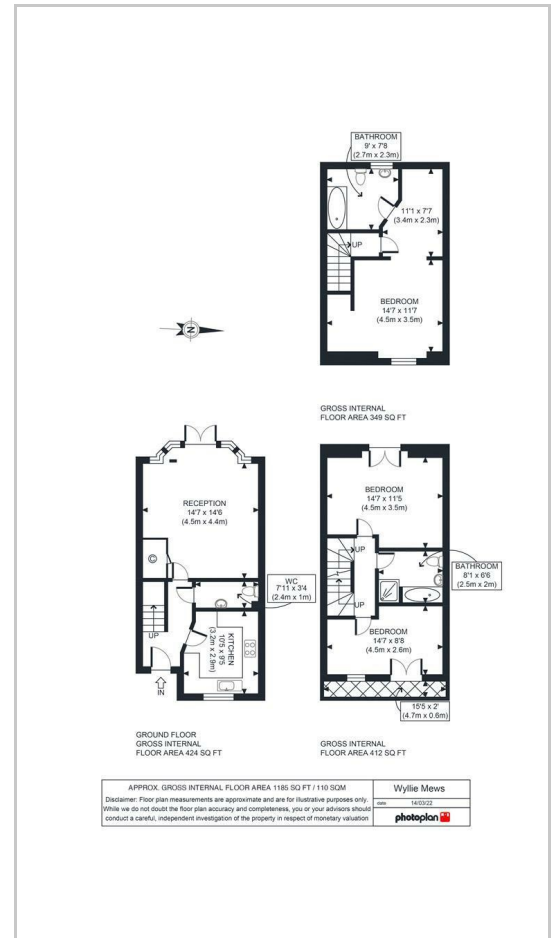 BATHROOM
9' x 7'8
(2.7m x 2.3m)
11'1 x 7'7
(3.4m x 2.3m)
UP
BEDROOM
14'7 x 11'7
(4.5m x 3.5m)
N
GROSS INTERNAL
FLOOR AREA 349 SQ FT
RECEPTION
14'7 x 14'6
(4.5m x 4.4m)
WC
7'11 x 3'4
(2.4m x 1m)
KITCHEN
10'5 x 9'5
(3.2m x 2.9m)
UP
IN
GROUND FLOOR
GROSS INTERNAL
FLOOR AREA 424 SQ FT
BEDROOM
14'7 x 11'5
(4.5m x 3.5m)
UP
BATHROOM
8'1 x 6'6
(2.5m x 2m)
UP
BEDROOM
14'7 x 8'8
(4.5m x 2.6m)
15'5 x 2'
(4.7m x 0.6m)
GROSS INTERNAL
FLOOR AREA 412 SQ FT
APPROX. GROSS INTERNAL FLOOR AREA 1185 SQ FT / 110 SQM
Disclaimer: Floor plan measurements are approximate and are for illustrative purposes only.
While we do not doubt the floor plan accuracy and completeness, you or your advisors should
conduct a careful, independent investigation of the property in respect of monetary valuation
Wyllie Mews
date 14/03/22
photoplan